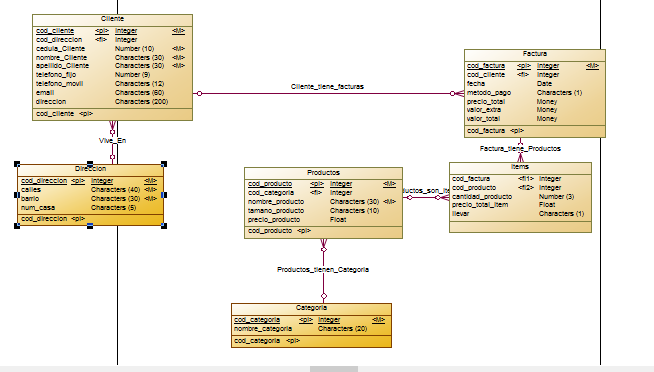 Cliente
cod_cliente <pi> Integer <M>
cod_direccion <fi> Integer
cedula_Cliente Number (10) <M>
nombre_Cliente Characters (30) <M>
apellido_Cliente Characters (30) <M>
telefono_fijo Number (9)
telefono_movil Characters (12)
email Characters (60)
direccion Characters (200)
cod_cliente <pi>
Cliente_tiene_facturas
Factura
cod_factura <pi> Integer <M>
cod_cliente <fi> Integer
fecha Date
metodo_pago Characters (1)
precio_total Money
valor_extra Money
valor_total Money
cod_factura <pi>
Vive_En
Factura_tiene_Productos
Direccion
cod_direccion <pi> Integer <M>
calles Characters (40) <M>
barrio Characters (30) <M>
num_casa Characters (5)
cod_direccion <pi>
Productos
cod_producto <pi> Integer <M>
cod_categoria <fi> Integer
nombre_producto Characters (30) <M>
tamano_producto Characters (10)
precio_producto Float
cod_producto <pi>
uctos_son_It
Items
cod_factura <fi1> Integer
cod_producto <fi2> Integer
cantidad_producto Number (3)
precio_total_item Float
llevar Characters (1)
Productos_tienen_Categoria
Categoria
cod_categoria <pi> Integer <M>
nombre_categoria Characters (20)
cod_categoria <pi>